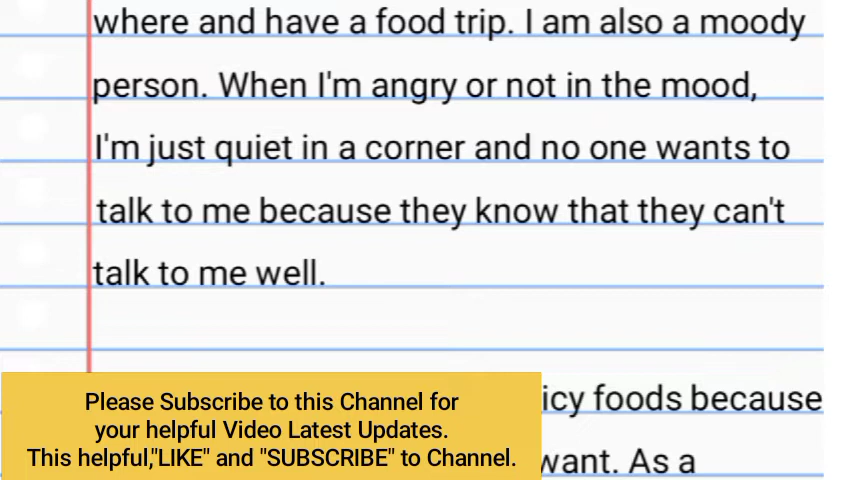 where and have a food trip. I am also a moody
person. When I'm angry or not in the mood,
I'm just quiet in a corner and no one wants to
talk to me because they know that they can't
talk to me well.
foods because
As a
Please Subscribe to this Channel for
your helpful Video Latest Updates.
This helpful,"LIKE" and "SUBSCRIBE" to Channel.